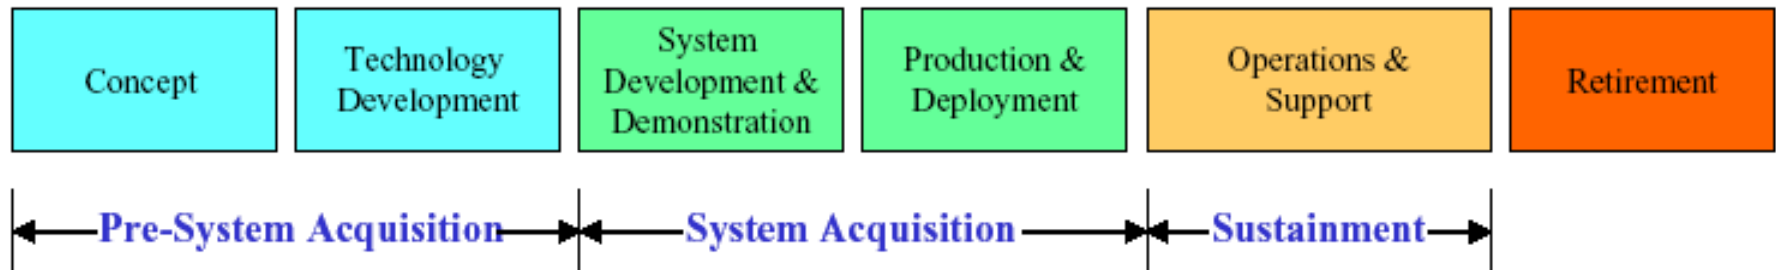 Concept
Technology
Development
System
Development &
Demonstration
Production &
Deployment
Operations &
Support
Retirement
Pre-System Acquisition
System Acquisition
Sustainment